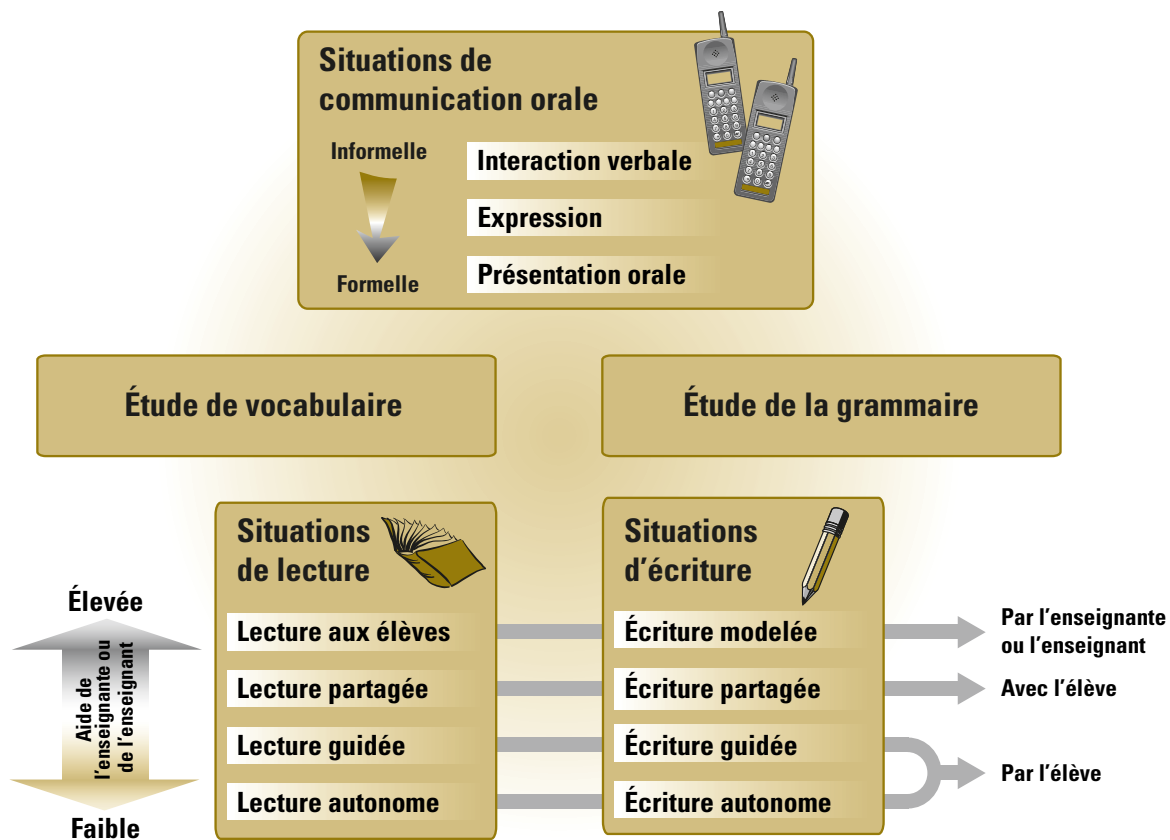 Situations de
communication orale
Informelle
Interaction verbale
Expression
Présentation orale
Formelle
Étude de vocabulaire
Étude de la grammaire
Situations
de lecture
Situations
d'écriture
Élevée
Aide de
l'enseignante ou
de l'enseignant
Faible
Lecture aux élèves
Écriture modelée
Par l'enseignante
ou l'enseignant
Lecture partagée
Écriture partagée
Avec l'élève
Lecture guidée
Écriture guidée
Par l'élève
Lecture autonome
Écriture autonome